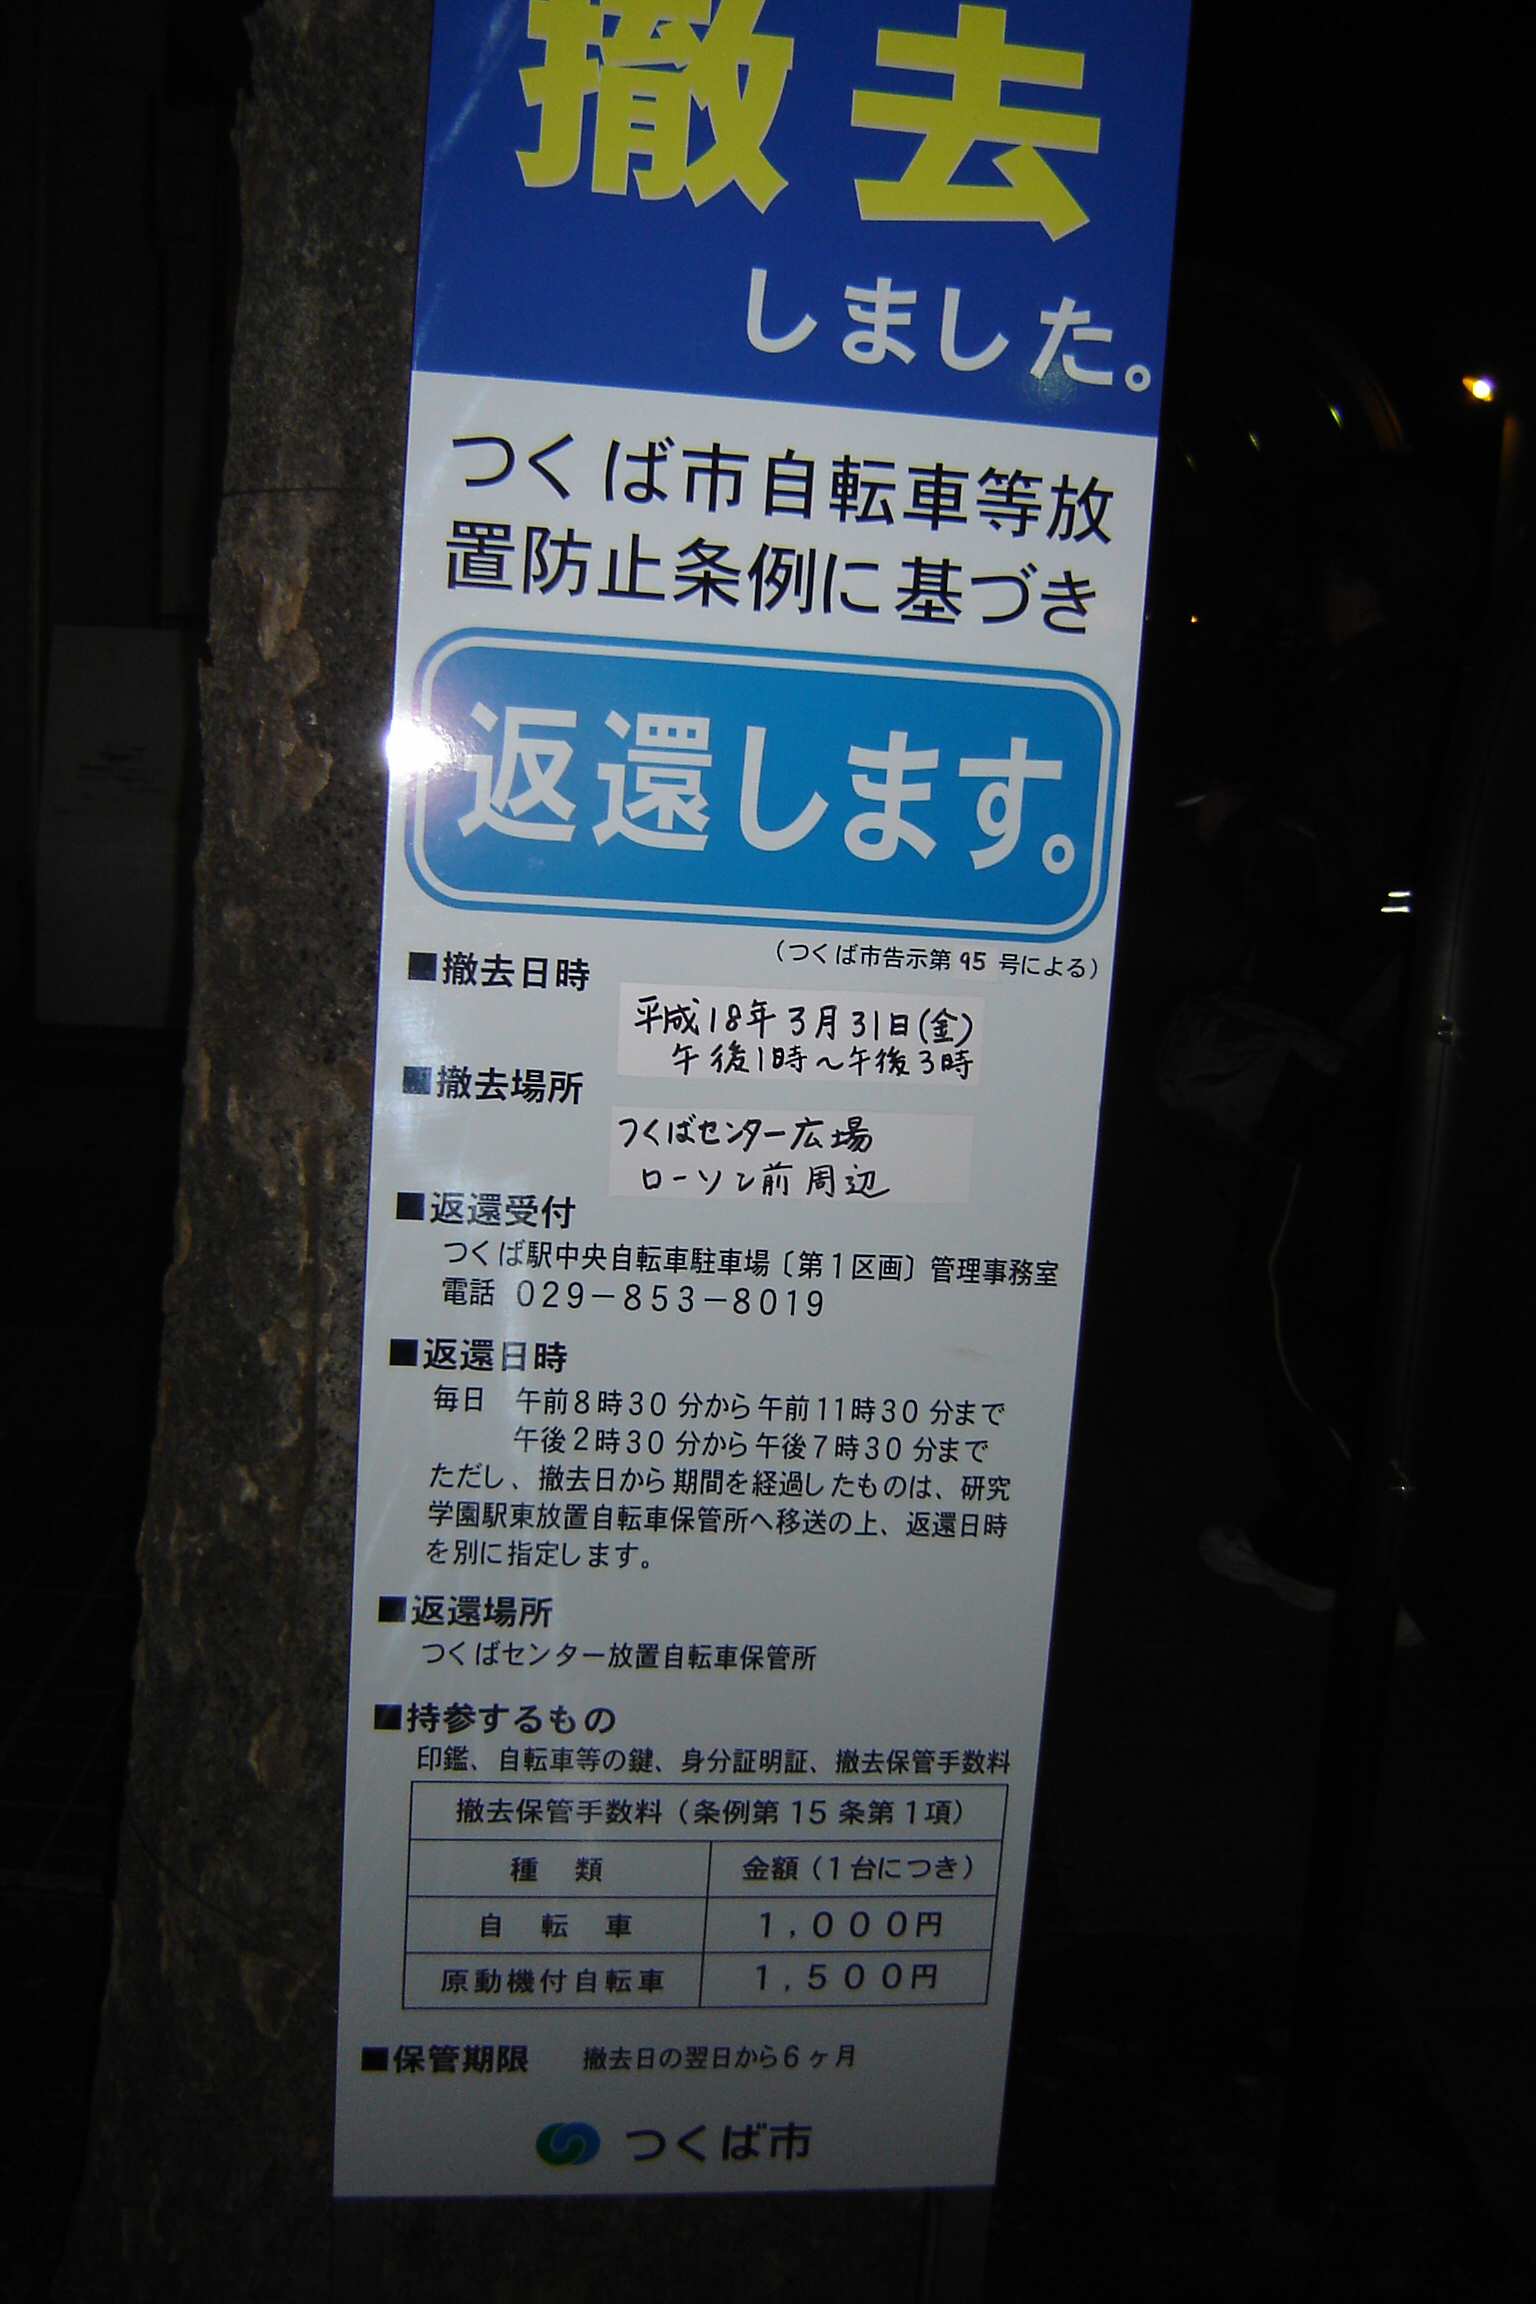 撤去
しました。
つくば市自転車等放
置防止条例に基づき
返還します。
(つくば市告示第 95 号による)
■撤去日時
平成18年3月31日(金)
午後1時～午後3時
■撤去場所
つくばセンター広場
ローソン前周辺
■返還受付
つくば駅中央自転車駐車場〔第1区画〕管理事務室
電話 029－853－8019
■返還日時
毎日 午前8時30分から午前11時30分まで
午後2時30分から午後7時30分まで
ただし、撤去日から期間を経過したものは、研究
学園駅東放置自転車保管所へ移送の上、返還日時
を別に指定します。
■返還場所
つくばセンター放置自転車保管所
■持参するもの
印鑑、自転車等の鍵、身分証明証、撤去保管手数料
撤去保管手数料(条例第15条第1項)
種 類 金額(1台につき)
自 転 車 1,000円
原動機付自転車 1,500円
■保管期限 撤去日の翌日から6ヶ月
つくば市